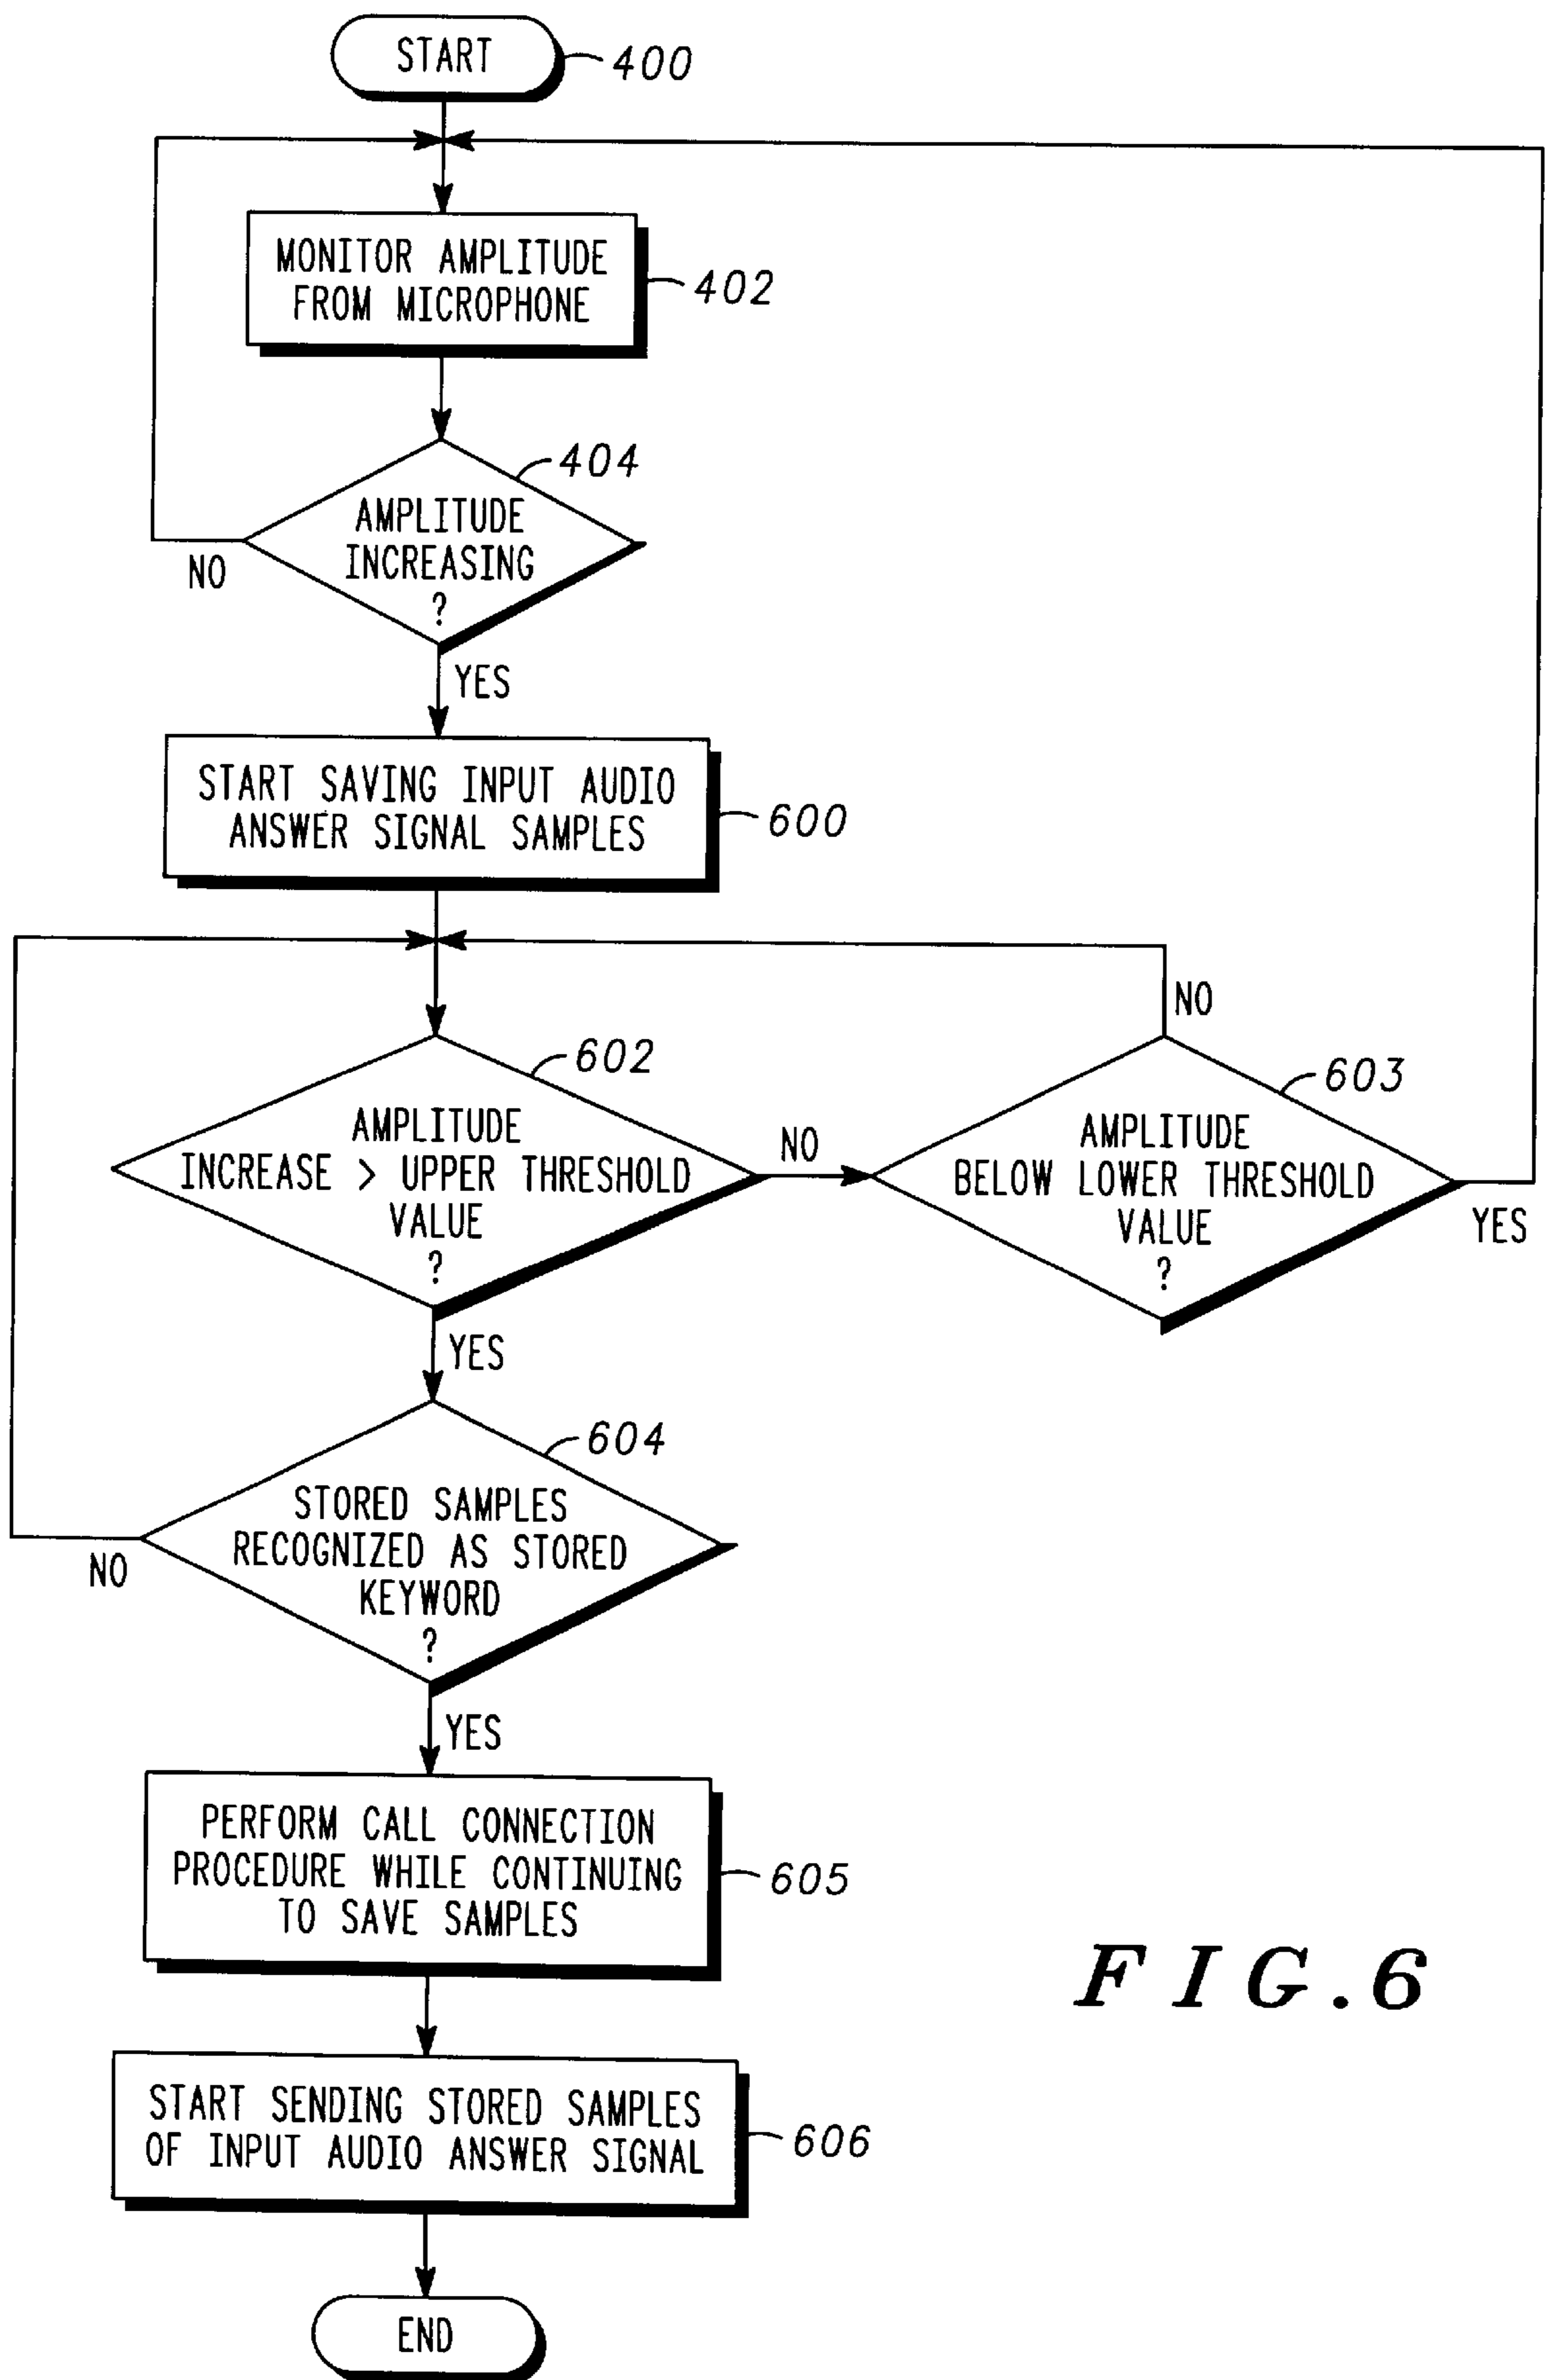 START
400
MONITOR AMPLITUDE
FROM MICROPHONE
402
404
AMPLITUDE
INCREASING
?
NO
YES
START SAVING INPUT AUDIO
ANSWER SIGNAL SAMPLES
600
602
AMPLITUDE
INCREASE > UPPER THRESHOLD
VALUE
?
NO
YES
NO
603
AMPLITUDE
BELOW LOWER THRESHOLD
VALUE
?
YES
604
STORED SAMPLES
RECOGNIZED AS STORED
KEYWORD
?
NO
YES
PERFORM CALL CONNECTION
PROCEDURE WHILE CONTINUING
TO SAVE SAMPLES
605
START SENDING STORED SAMPLES
OF INPUT AUDIO ANSWER SIGNAL
606
END
FIG.6